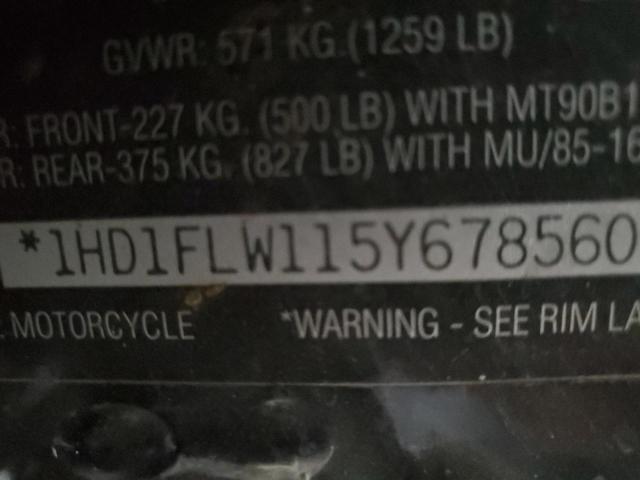 GVWR: 571 KG. (1259 LB)
R: FRONT-227 KG. (500 LB) WITH MT90B1
R: REAR-375 KG. (827 LB) WITH MU/85-16
*1HD1FLW115Y678560
MOTORCYCLE *WARNING - SEE RIM LA